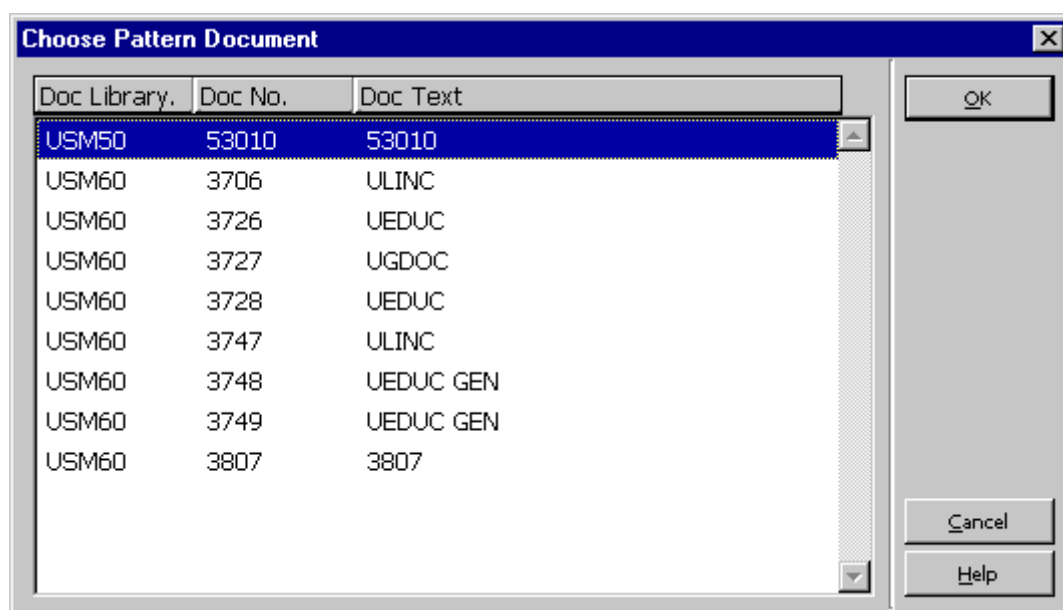 Choose Pattern Document
Doc Library. Doc No. Doc Text
OK
USM50 53010 53010
USM60 3706 ULINC
USM60 3726 UEDUC
USM60 3727 UGDOC
USM60 3728 UEDUC
USM60 3747 ULINC
USM60 3748 UEDUC GEN
USM60 3749 UEDUC GEN
USM60 3807 3807
Cancel
Help